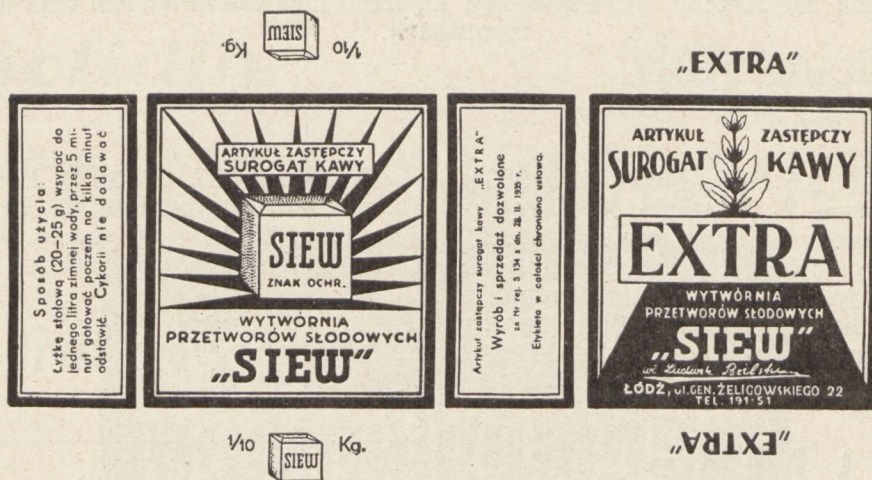 1/10 SIEW Kg.
„EXTRA"
Sposób użycia:
Łyżkę stołową (20–25 g) wsypać do
jednego litra zimnej wody, przez 5 mi-
nut gotować poczem na kilka minut
odstawić. Cykorii nie dodawać
ARTYKUŁ ZASTĘPCZY
SUROGAT KAWY
SIEW
ZNAK OCHR.
WYTWÓRNIA
PRZETWORÓW SŁODOWYCH
„SIEW"
Artykuł zastępczy surogat kawy „EXTRA"
Wyrób i sprzedaż dozwolone
za Nr rej. S 134 z dn. 28. II. 1935 r.
Etykieta w całości chroniona ustawą.
ARTYKUŁ ZASTĘPCZY
SUROGAT KAWY
EXTRA
WYTWÓRNIA
PRZETWORÓW SŁODOWYCH
„SIEW"
wł. Ludwik
ŁÓDŹ, ul. GEN. ŻELIGOWSKIEGO 22
TEL. 191-51
1/10 SIEW Kg.
„EXTRA"